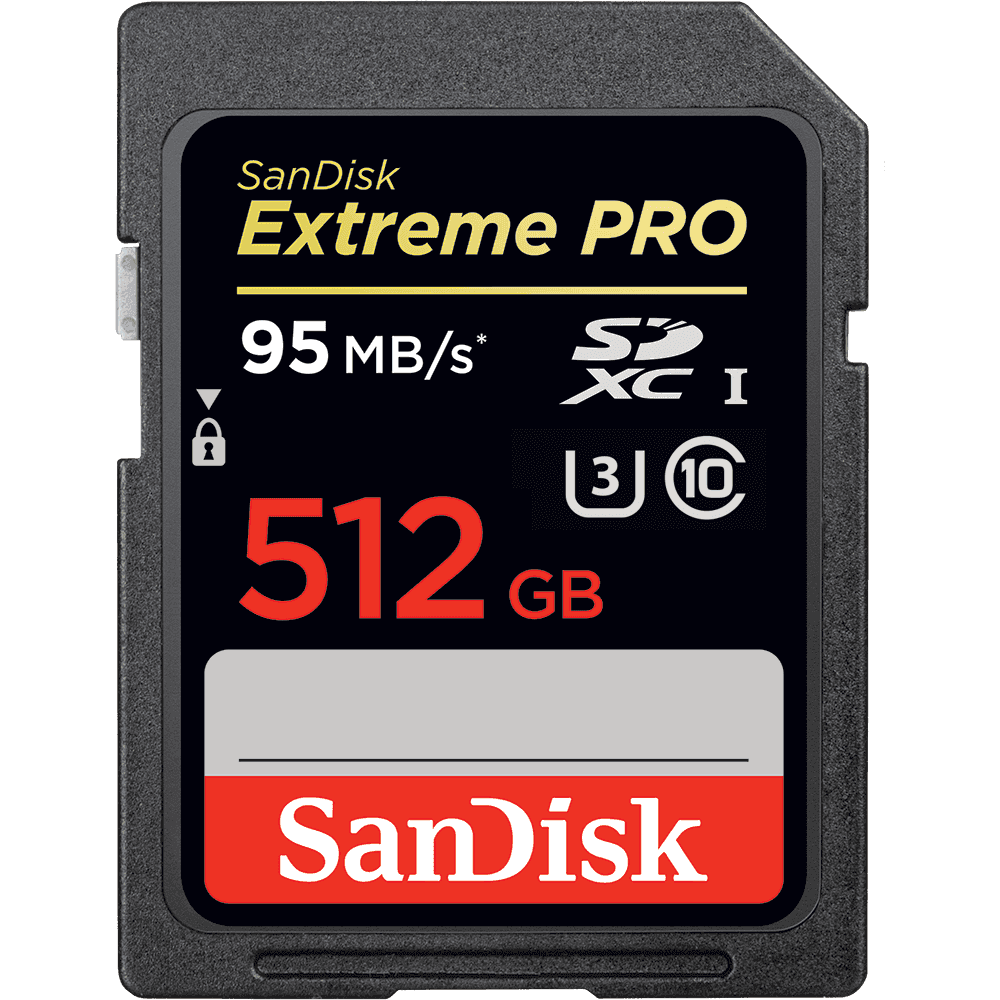 SanDisk
Extreme PRO
95 MB/s*
SD
XC I
3 10
512 GB
SanDisk